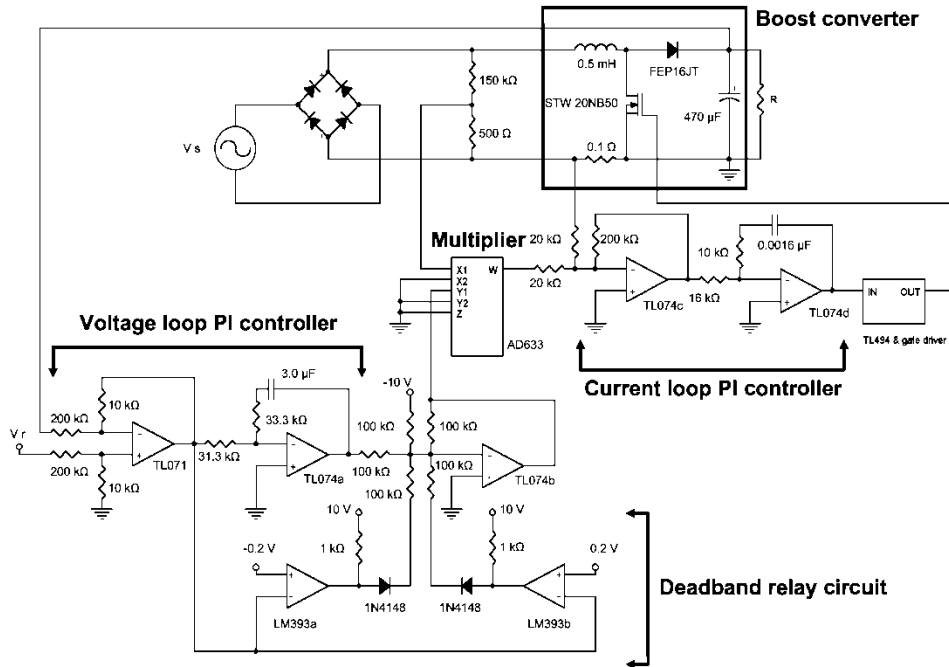 Boost converter
0.5 mH
FEP16JT
150 kΩ
STW 20NB50
470 µF
R
500 Ω
0.1 Ω
V s
Multiplier
20 kΩ
200 kΩ
10 kΩ
0.0016 µF
X1
X2
Y1
Y2
Z
W
20 kΩ
TL074c
16 kΩ
TL074d
IN OUT
TL494 & gate driver
AD633
Voltage loop PI controller
Current loop PI controller
3.0 µF
-10 V
10 kΩ
200 kΩ
33.3 kΩ
100 kΩ
100 kΩ
V r
200 kΩ
TL071
31.3 kΩ
TL074a
100 kΩ
100 kΩ
TL074b
10 kΩ
100 kΩ
10 V
10 V
-0.2 V
1 kΩ
1 kΩ
0.2 V
Deadband relay circuit
1N4148
1N4148
LM393a
LM393b